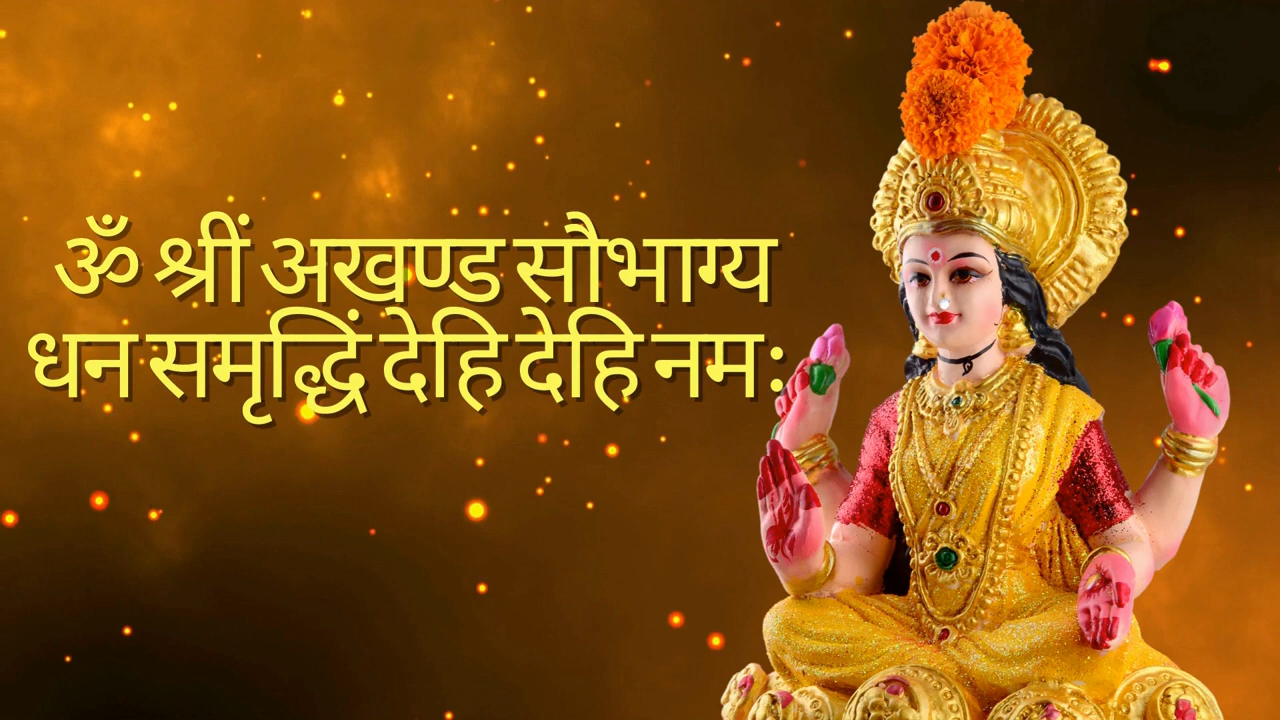 ॐ श्रीं अखण्ड सौभाग्य
धन समृद्धिं देहि देहि नम: